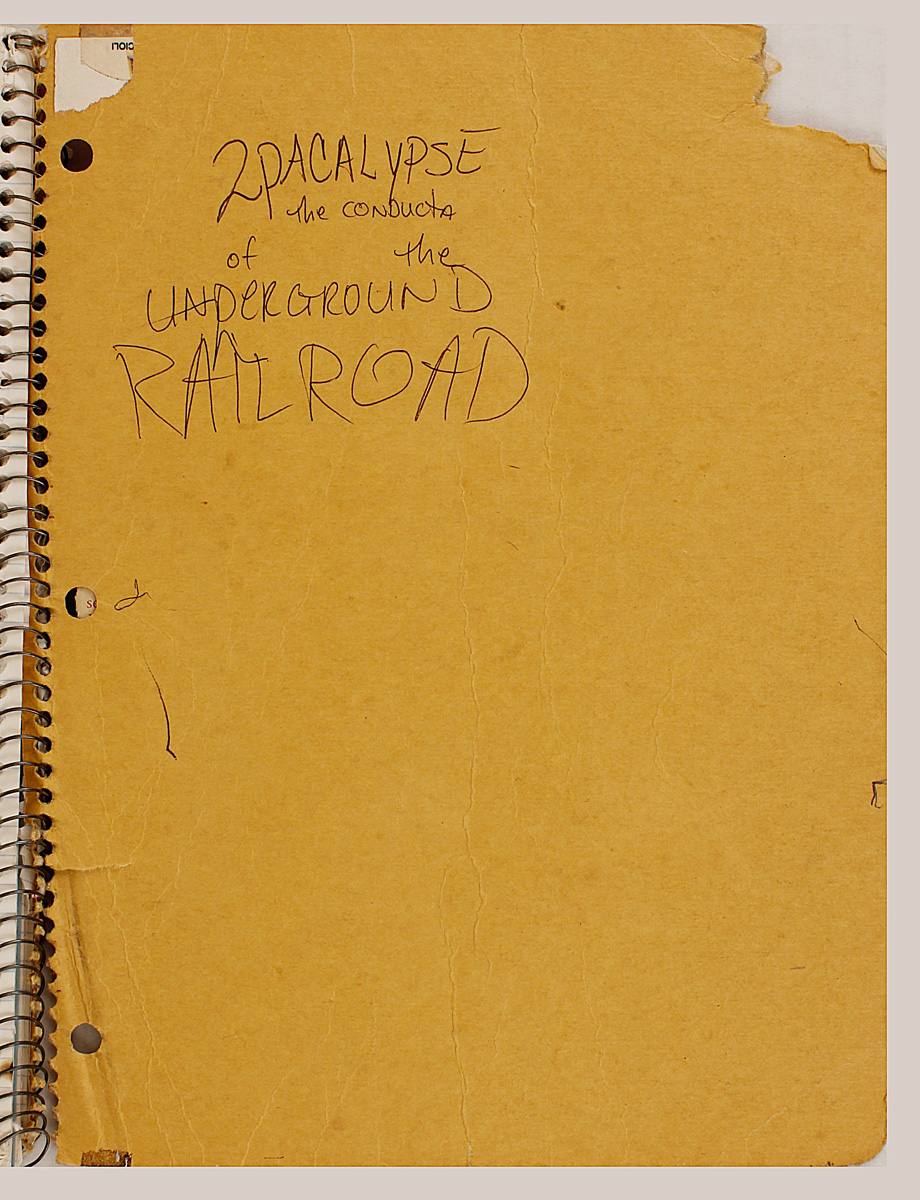 2PACALYPSE
the CONDUCTA
of the
UNDERGROUND
RAILROAD